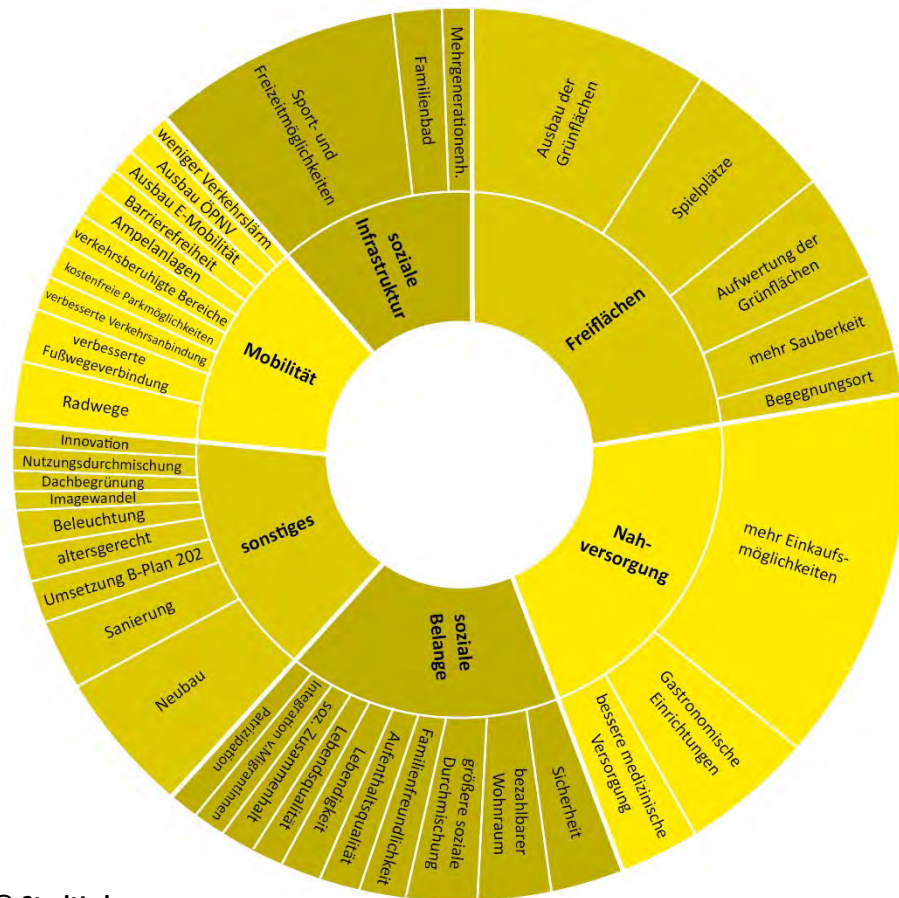 Freiflächen
Ausbau der
Grünflächen
Spielplätze
Aufwertung der
Grünflächen
mehr Sauberkeit
Begegnungsort
Nah-
versorgung
mehr Einkaufs-
möglichkeiten
Gastronomische
Einrichtungen
bessere medizinische
Versorgung
soziale
Belange
Sicherheit
bezahlbarer
Wohnraum
größere soziale
Durchmischung
Familienfreundlichkeit
Aufenthaltsqualität
Lebendigkeit
Lebendsqualität
soz. Zusammenhalt
Integration v.MigrantInnen
Patrizipation
sonstiges
Neubau
Sanierung
Umsetzung B-Plan 202
altersgerecht
Beleuchtung
Imagewandel
Dachbegrünung
Nutzungsdurchmischung
Innovation
Mobilität
Radwege
verbesserte
Fußwegeverbindung
verbesserte Verkehrsanbindung
kostenfreie Parkmöglichkeiten
verkehrsberuhigte Bereiche
Ampelanlagen
Barrierefreiheit
Ausbau E-Mobilität
Ausbau ÖPNV
weniger Verkehrslärm
soziale
Infrastruktur
Sport- und
Freizeitmöglichkeiten
Familienbad
Mehrgenerationenh.